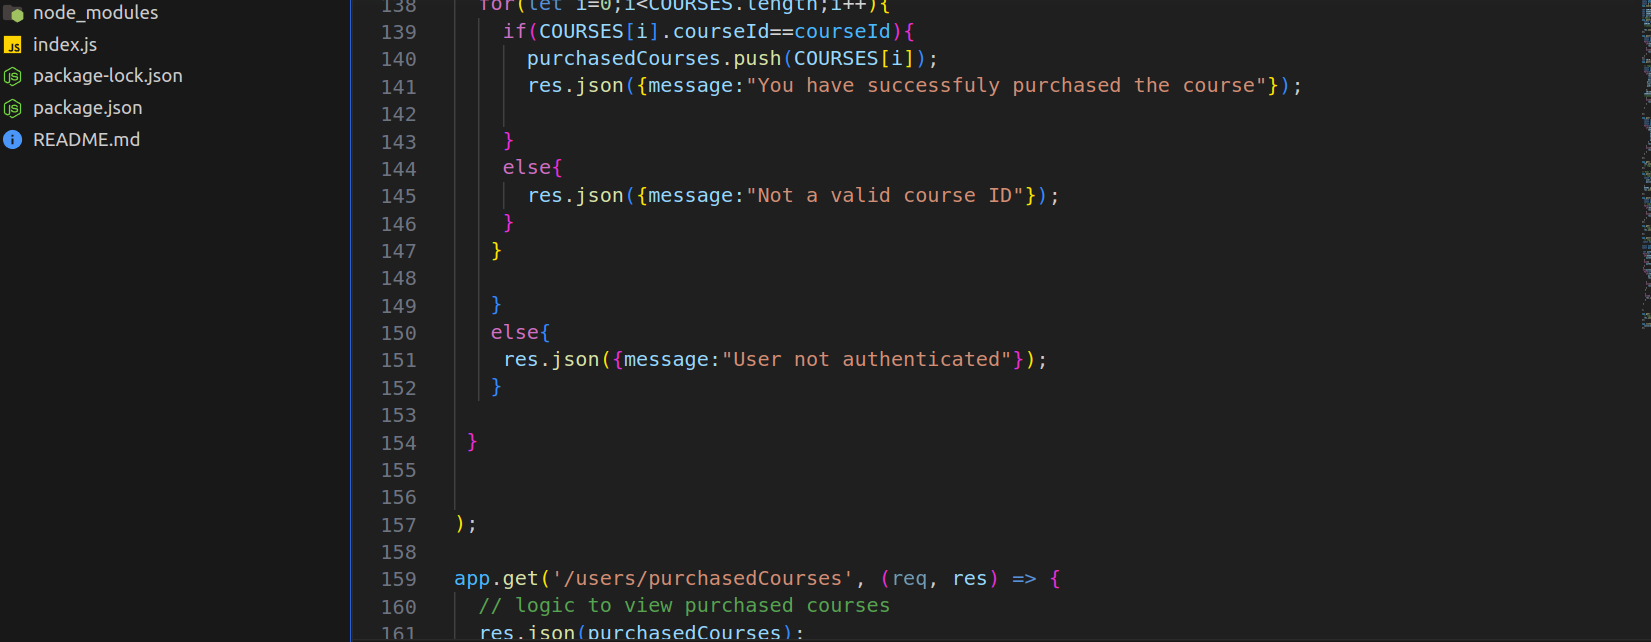 node_modules
index.js
package-lock.json
package.json
README.md
138 for(let i=0;i<COURSES.length;i++){
139 if(COURSES[i].courseId==courseId){
140 purchasedCourses.push(COURSES[i]);
141 res.json({message:"You have successfuly purchased the course"});
142
143 }
144 else{
145 res.json({message:"Not a valid course ID"});
146 }
147 }
148
149 }
150 else{
151 res.json({message:"User not authenticated"});
152 }
153
154 }
155
156
157 );
158
159 app.get('/users/purchasedCourses', (req, res) => {
160 // logic to view purchased courses
161 res.json(purchasedCourses);